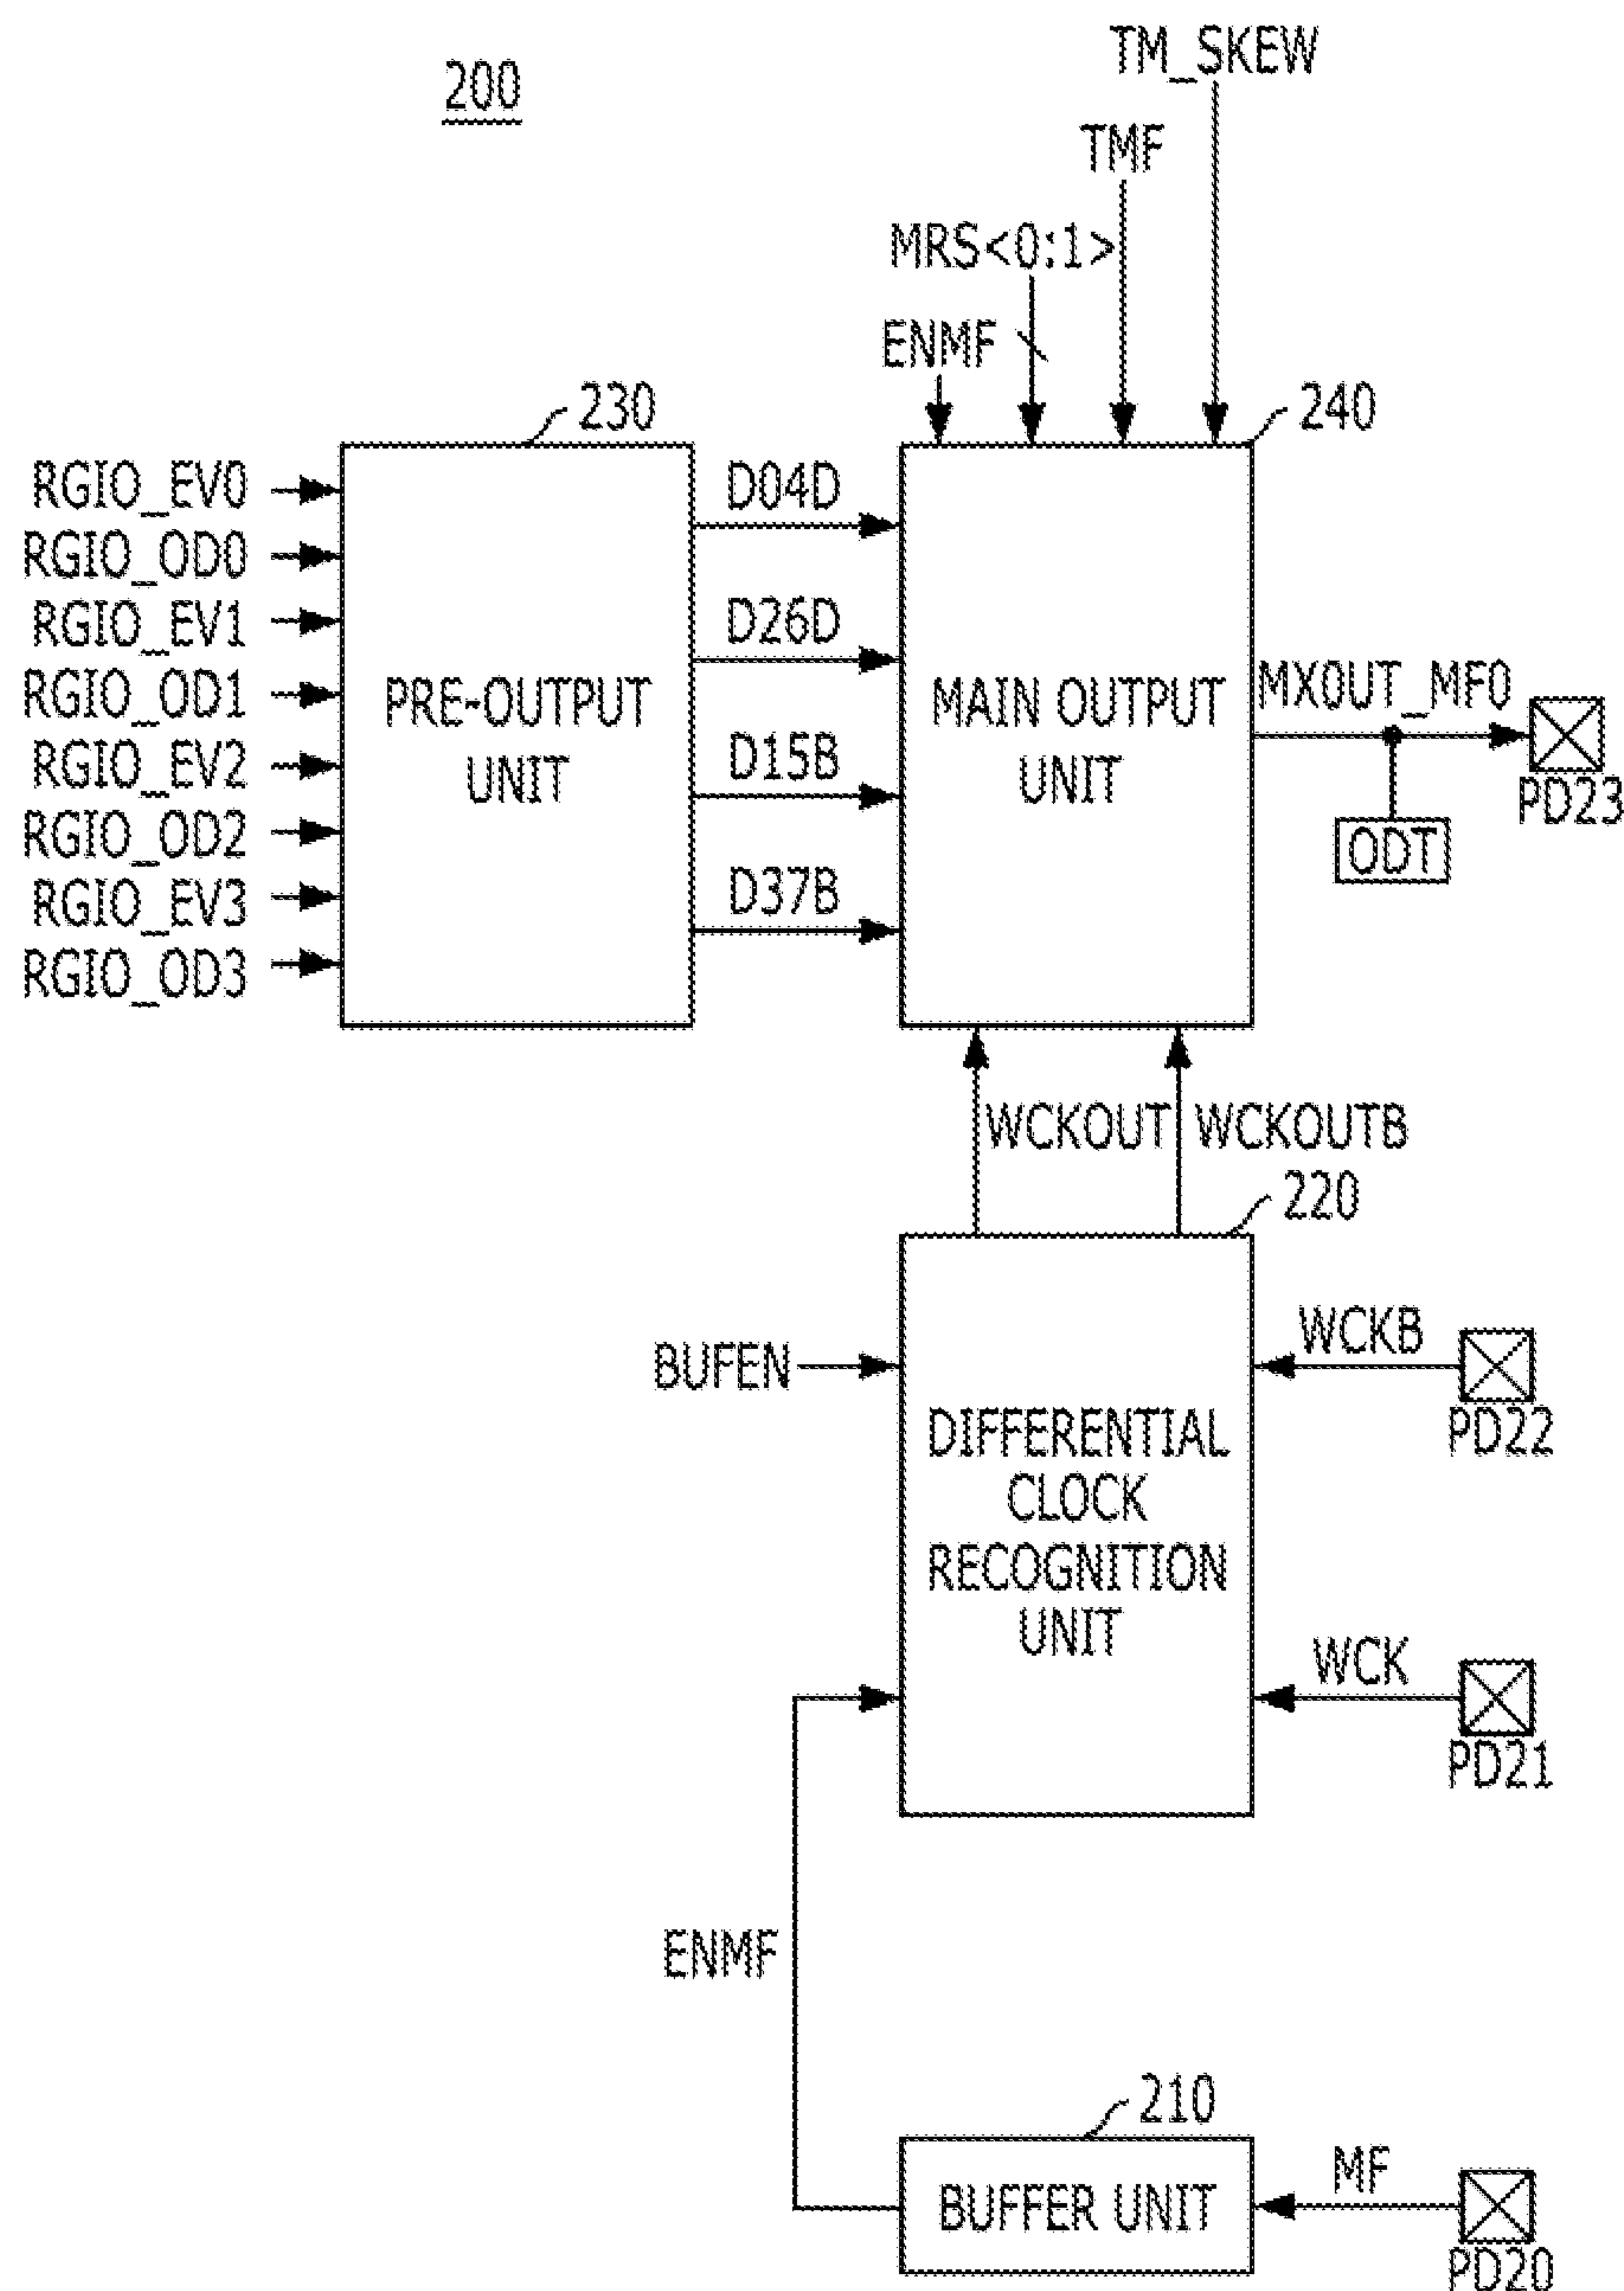 200
TM_SKEW
TMF
MRS<0:1>
ENMF
230
240
RGIO_EV0
RGIO_OD0
RGIO_EV1
RGIO_OD1
RGIO_EV2
RGIO_OD2
RGIO_EV3
RGIO_OD3
PRE-OUTPUT
UNIT
D04D
D26D
D15B
D37B
MAIN OUTPUT
UNIT
MXOUT_MF0
PD23
ODT
WCKOUT
WCKOUTB
220
BUFEN
DIFFERENTIAL
CLOCK
RECOGNITION
UNIT
WCKB
PD22
WCK
PD21
ENMF
210
BUFFER UNIT
MF
PD20